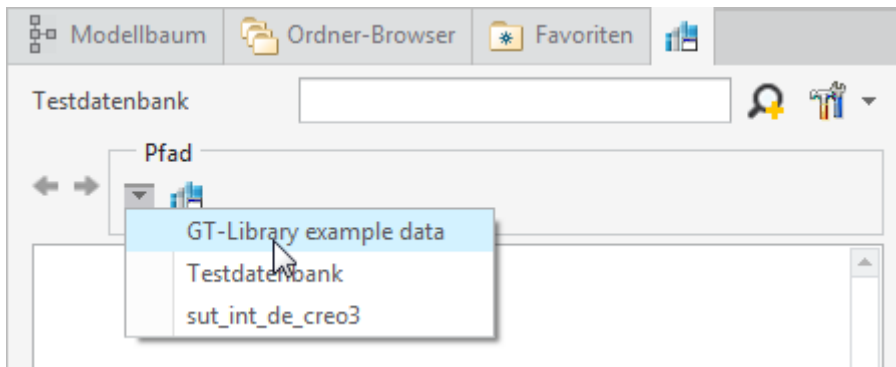 Modellbaum Ordner-Browser Favoriten
Testdatenbank
Pfad
GT-Library example data
Testdatenbank
sut_int_de_creo3